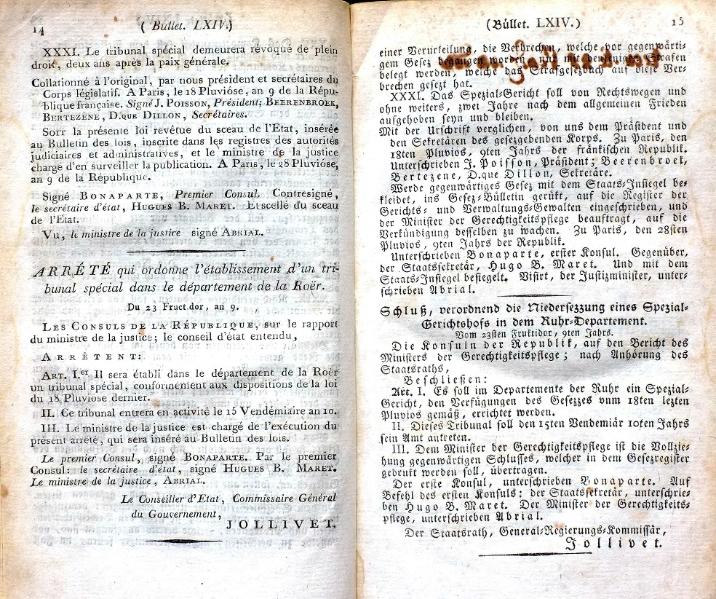 14 ( Bullet. LXIV.)
XXXI. Le tribunal spécial demeurera révoqué de plein
droit, deux ans après la paix générale.
Collationné à l'original, par nous président et secrétaires du
Corps législatif. A Paris, le 18 Pluviôse, an 9 de la Répu-
blique française. Signé J. POISSON, Président; BEERENBROEK,
BERTEZENE, D.QUE DILLON, Secrétaires.
SOIT la présente loi revêtue du sceau de l'Etat, insérée
au Bulletin des lois, inscrite dans les registres des autorités
judiciaires et administratives, et le ministre de la justice
chargé d'en surveiller la publication. A Paris, le 28 Pluviôse,
an 9 de la République.
Signé BONAPARTE, Premier Consul. Contresigné,
le secrétaire d'état, HUGUES B. MARET. Et scellé du sceau
de l'Etat.
Vu, le ministre de la justice signé ABRIAL.
ARRÊTÉ qui ordonne l'établissement d'un tri-
bunal spécial dans le département de la Roër.
Du 23 Fructidor, an 9.
LES CONSULS DE LA RÉPUBLIQUE, sur le rapport
du ministre de la justice; le conseil d'état entendu,
ARRÊTENT:
ART. I.er Il sera établi dans le département de la Roër
un tribunal spécial, conformément aux dispositions de la loi
du 18 Pluviôse dernier.
II. Ce tribunal entrera en activité le 15 Vendémiaire an 10.
III. Le ministre de la justice est chargé de l'exécution du
présent arrêté, qui sera inséré au Bulletin des lois.
Le premier Consul, signé BONAPARTE. Par le premier
Consul: le secrétaire d'état, signé HUGUES B. MARET.
Le ministre de la justice, ABRIAL.
Le Conseiller d'Etat, Commissaire Général
du Gouvernement,
JOLLIVET.
(Bûllet. LXIV.) 15
einer Verurteilung, die Verbrechen, welche vor gegenwärti-
gem Gesez
belegt werden, welche das Strafgesezbuch auf diese Ver-
brechen gesezt hat.
XXXI. Das Spezial-Gericht soll von Rechtswegen und
ohne weiters, zwei Jahre nach dem allgemeinen Frieden
aufgehoben seyn und bleiben.
Mit der Urschrift verglichen, von uns dem Präsident und
den Sekretären des gesezgebenden Korps. Zu Paris, den
18ten Pluvios, 9ten Jahrs der fränkischen Republik.
Unterschrieben J. Poisson, Präsident; Beerenbroek,
Bertezene, D.que Dillon, Sekretäre.
Werde gegenwärtiges Gesez mit dem Staats-Insiegel be-
kleidet, ins Gesez-Bülletin gerükt, auf die Register der
Gerichts- und Verwaltungs-Gewalten eingeschrieben, und
der Minister der Gerechtigkeitspflege beauftragt, auf die
Verkündigung desselben zu wachen. Zu Paris, den 28sten
Pluvios, 9ten Jahrs der Republik.
Unterschrieben Bonaparte, erster Konsul. Gegenüber,
der Staatssekretär, Hugo B. Maret. Und mit dem
Staats-Insiegel besiegelt. Visirt, der Justizminister, unter-
schrieben Abrial.
Schluß, verordnend die Niedersezzung eines Spezial-
Gerichtshofs in dem Ruhr-Departement.
Vom 23sten Fruktidor, 9ten Jahrs.
Die Konsuln der Republik, auf den Bericht des
Ministers der Gerechtigkeitspflege; nach Anhörung des
Staatsraths,
Beschließen:
Art. I. Es soll im Departemente der Ruhr ein Spezial-
Gericht, den Verfügungen des Gesezzes vom 18ten lezten
Pluvios gemäß, errichtet werden.
II. Dieses Tribunal soll den 15ten Vendemiär 10ten Jahrs
sein Amt antreten.
III. Dem Minister der Gerechtigkeitspflege ist die Vollzie-
hung gegenwärtigen Schlusses, welcher in dem Gesezregister
gedrukt werden soll, übertragen.
Der erste Konsul, unterschrieben Bonaparte. Auf
Befehl des ersten Konsuls: der Staatssekretär, unterschrie-
ben Hugo B. Maret. Der Minister der Gerechtigkeits-
pflege, unterschrieben Abrial.
Der Staatsrath, General-Regierungs-Kommissär,
Jollivet.